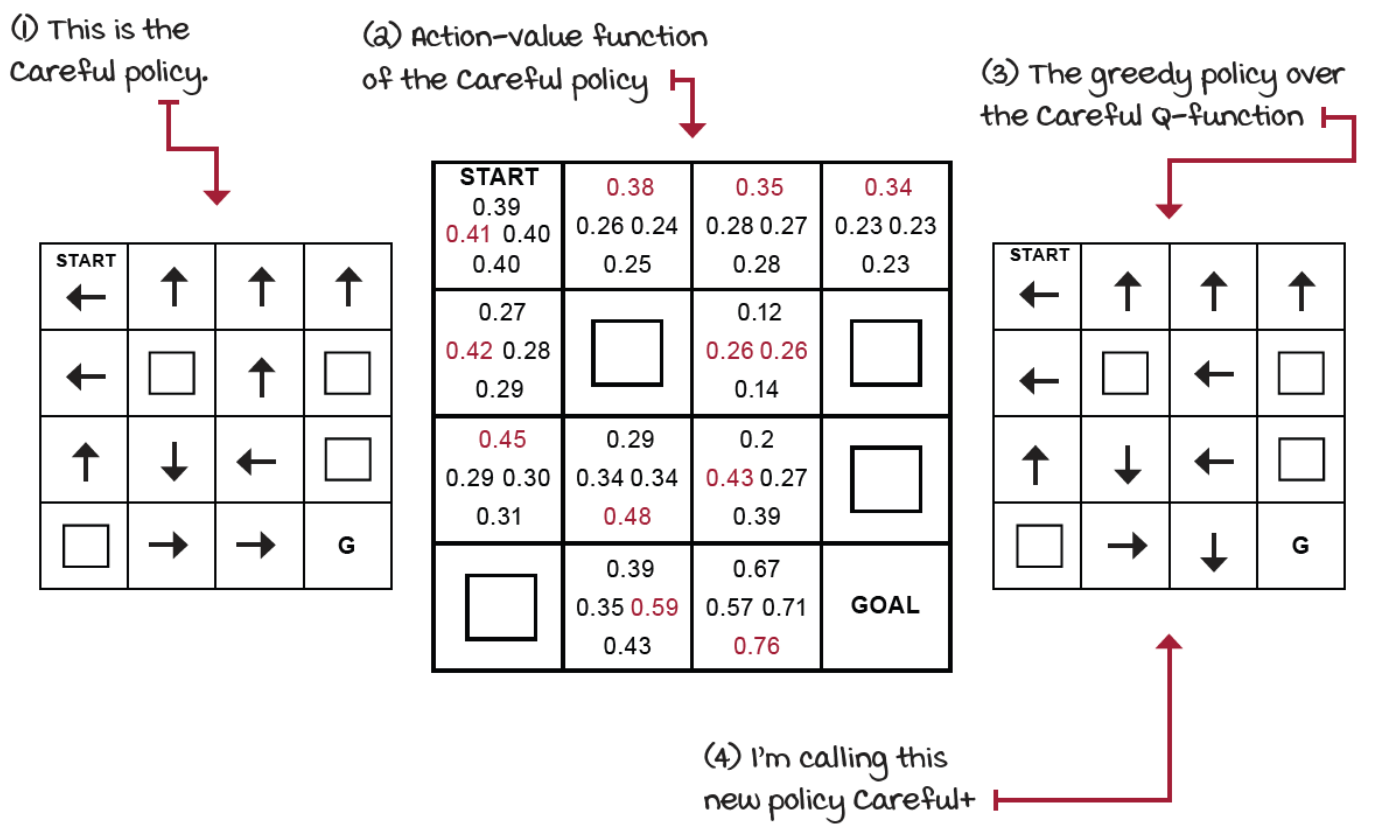 (1) This is the
Careful policy.
(2) Action-value function
of the Careful policy
(3) The greedy policy over
the Careful Q-function
START
G
START
0.39
0.41 0.40
0.40
0.38
0.26 0.24
0.25
0.35
0.28 0.27
0.28
0.34
0.23 0.23
0.23
0.27
0.42 0.28
0.29
0.12
0.26 0.26
0.14
0.45
0.29 0.30
0.31
0.29
0.34 0.34
0.48
0.2
0.43 0.27
0.39
0.39
0.35 0.59
0.43
0.67
0.57 0.71
0.76
GOAL
START
G
(4) I'm calling this
new policy Careful+